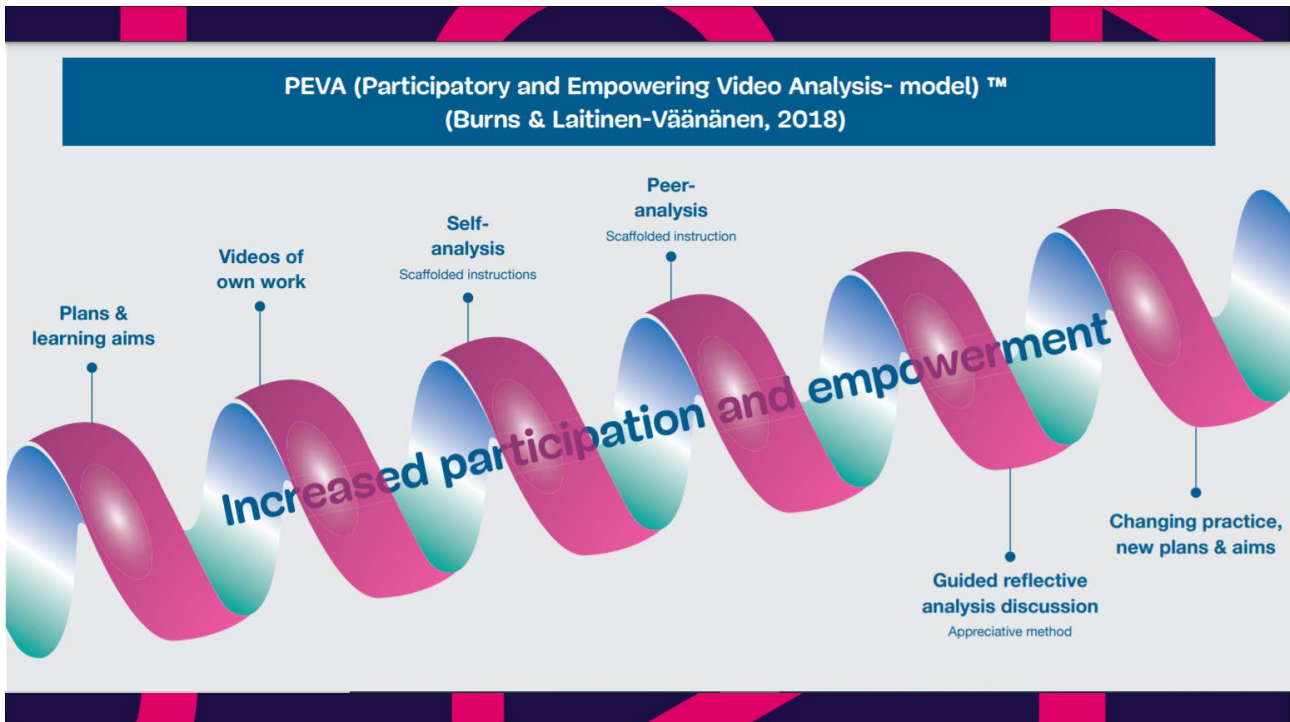 PEVA (Participatory and Empowering Video Analysis- model) ™
(Burns & Laitinen-Väänänen, 2018)
Plans &
learning aims
Videos of
own work
Self-
analysis
Scaffolded instructions
Peer-
analysis
Scaffolded instruction
Increased participation and empowerment
Guided reflective
analysis discussion
Appreciative method
Changing practice,
new plans & aims